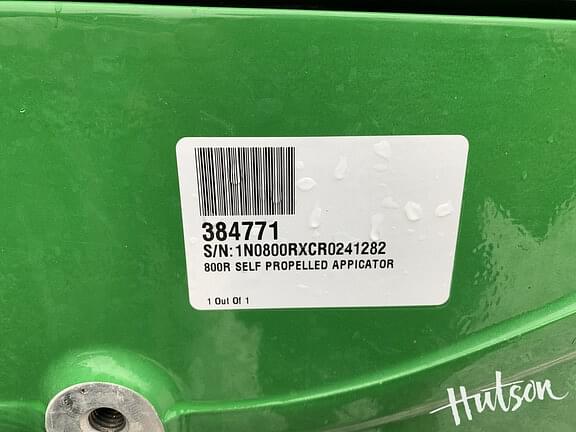 384771
S/N:1N0800RXCR0241282
800R SELF PROPELLED APPICATOR
1 Out Of 1
Hutson